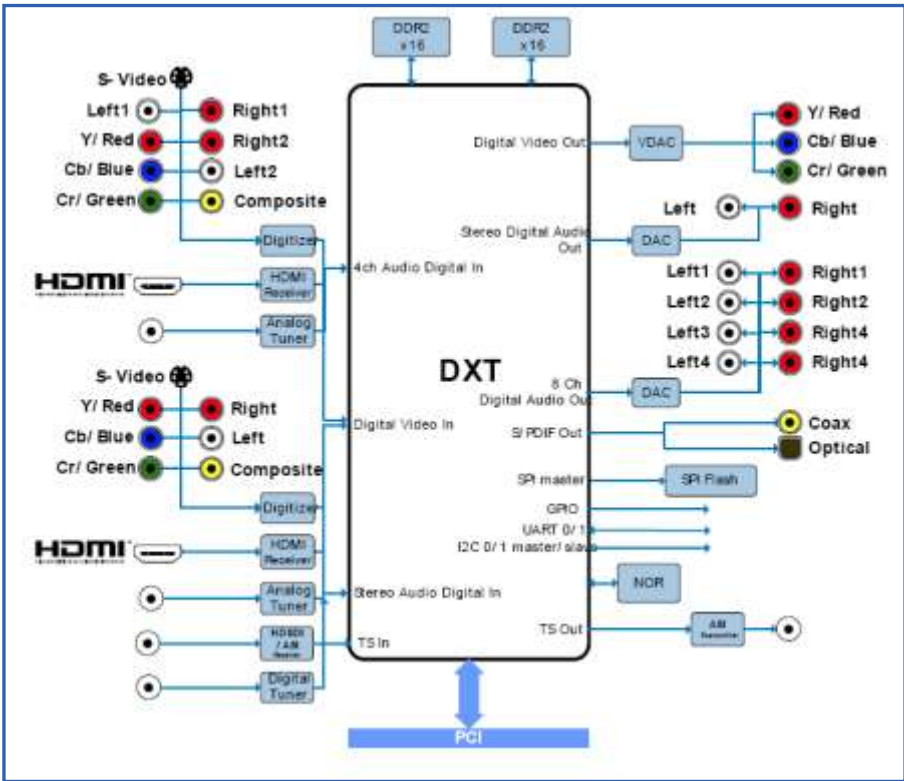 DDR2
x16
DDR2
x16
S- Video
Left1
Right1
Y/ Red
Right2
Cb/ Blue
Left2
Cr/ Green
Composite
Digitizer
HDMI
HDMI
Receiver
Analog
Tuner
S- Video
Y/ Red
Right
Cb/ Blue
Left
Cr/ Green
Composite
Digitizer
HDMI
HDMI
Receiver
Analog
Tuner
Digital
Tuner
4ch Audio Digital In
Digital Video In
Stereo Audio Digital In
TS In
DXT
Digital Video Out
Stereo Digital Audio
Out
8 Ch
Digital Audio Ou
S/PDIF Out
SPI master
GPIO
UART 0/ 1
I2C 0/ 1 master/ slave
TS Out
VDAC
Y/ Red
Cb/ Blue
Cr/ Green
Left
Right
DAC
Left1
Right1
Left2
Right2
Left3
Right4
Left4
Right4
DAC
Coax
Optical
SPI Flash
NOR
PCI